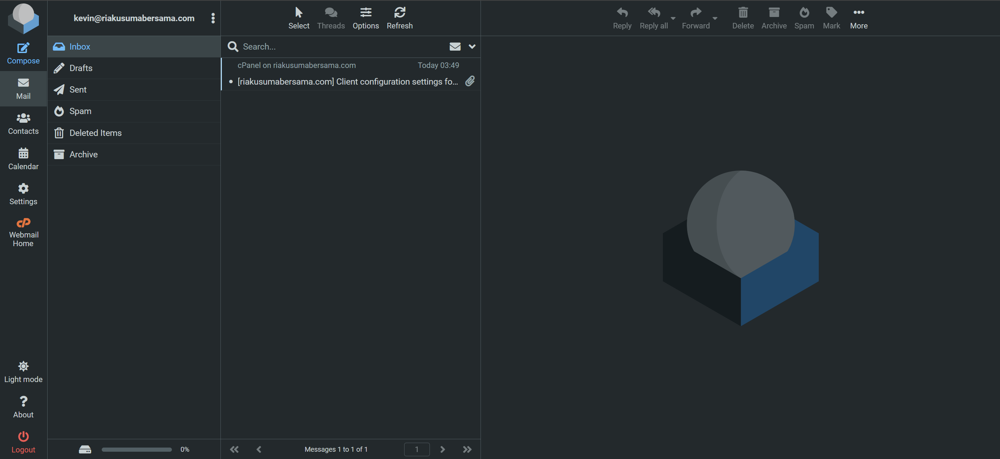 kevin@riakusumabersama.com
Select
Threads
Options
Refresh
Reply
Reply all
Forward
Delete
Archive
Spam
Mark
More
Compose
Mail
Contacts
Calendar
Settings
cP
Webmail
Home
Light mode
About
Logout
Inbox
Drafts
Sent
Spam
Deleted Items
Archive
0%
Search...
cPanel on riakusumabersama.com Today 03:49
[riakusumabersama.com] Client configuration settings fo...
Messages 1 to 1 of 1
1